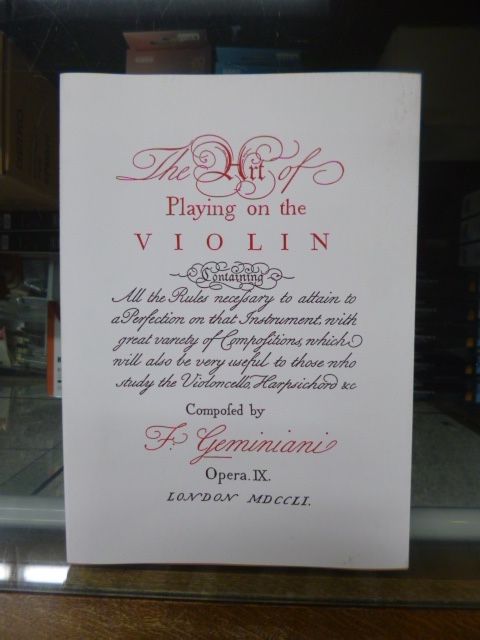 The Art of
Playing on the
VIOLIN
Containing
All the Rules neceſsary to attain to
a Perfection on that Instrument, with
great variety of Compoſitions, which
will also be very useful to those who
study the Violoncello, Harpsichord &c
Compoſed by
F. Geminiani
Opera. IX.
LONDON MDCCLI.